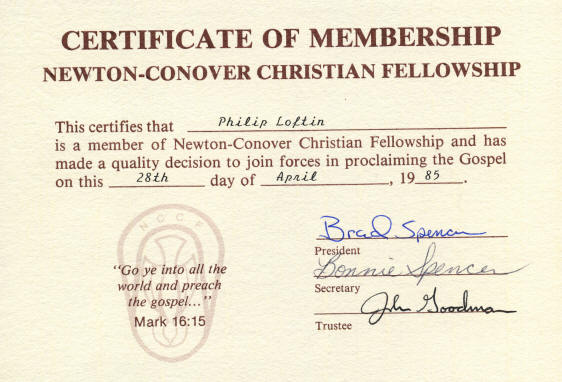 CERTIFICATE OF MEMBERSHIP
NEWTON-CONOVER CHRISTIAN FELLOWSHIP
This certifies that Philip Loftin
is a member of Newton-Conover Christian Fellowship and has
made a quality decision to join forces in proclaiming the Gospel
on this 28th day of April, 1985.
NCCF
"Go ye into all the
world and preach
the gospel..."
Mark 16:15
Brad Spencer
President
Bonnie Spencer
Secretary
John Goodman
Trustee